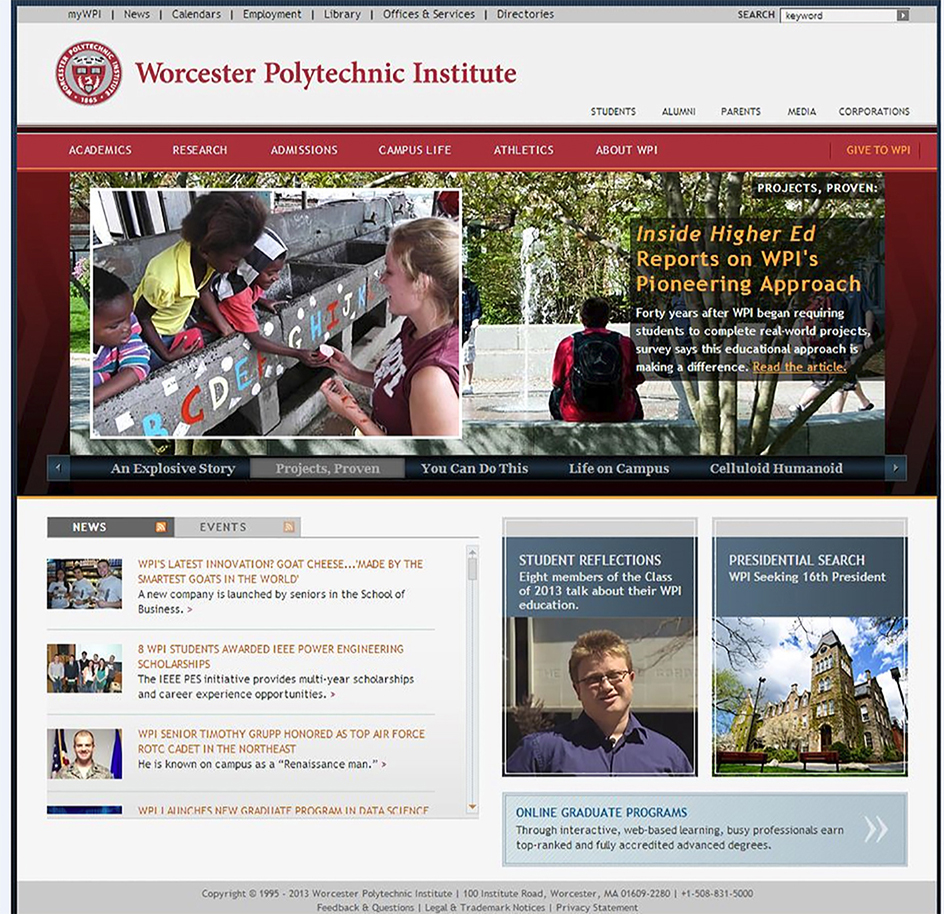 myWPI | News | Calendars | Employment | Library | Offices & Services | Directories
SEARCH keyword
WORCESTER POLYTECHNIC INSTITUTE
1865
Worcester Polytechnic Institute
STUDENTS ALUMNI PARENTS MEDIA CORPORATIONS
ACADEMICS RESEARCH ADMISSIONS CAMPUS LIFE ATHLETICS ABOUT WPI GIVE TO WPI
PROJECTS, PROVEN:
Inside Higher Ed
Reports on WPI's
Pioneering Approach
Forty years after WPI began requiring
students to complete real-world projects,
survey says this educational approach is
making a difference. Read the article.
B C D E F G H I J K
An Explosive Story Projects, Proven You Can Do This Life on Campus Celluloid Humanoid
NEWS EVENTS
WPI'S LATEST INNOVATION? GOAT CHEESE...'MADE BY THE
SMARTEST GOATS IN THE WORLD'
A new company is launched by seniors in the School of
Business. >
8 WPI STUDENTS AWARDED IEEE POWER ENGINEERING
SCHOLARSHIPS
The IEEE PES initiative provides multi-year scholarships
and career experience opportunities. >
WPI SENIOR TIMOTHY GRUPP HONORED AS TOP AIR FORCE
ROTC CADET IN THE NORTHEAST
He is known on campus as a “Renaissance man.” >
WPI LAUNCHES NEW GRADUATE PROGRAM IN DATA SCIENCE
STUDENT REFLECTIONS
Eight members of the Class
of 2013 talk about their WPI
education.
PRESIDENTIAL SEARCH
WPI Seeking 16th President
ONLINE GRADUATE PROGRAMS
Through interactive, web-based learning, busy professionals earn
top-ranked and fully accredited advanced degrees.
Copyright © 1995 - 2013 Worcester Polytechnic Institute | 100 Institute Road, Worcester, MA 01609-2280 | +1-508-831-5000
Feedback & Questions | Legal & Trademark Notices | Privacy Statement